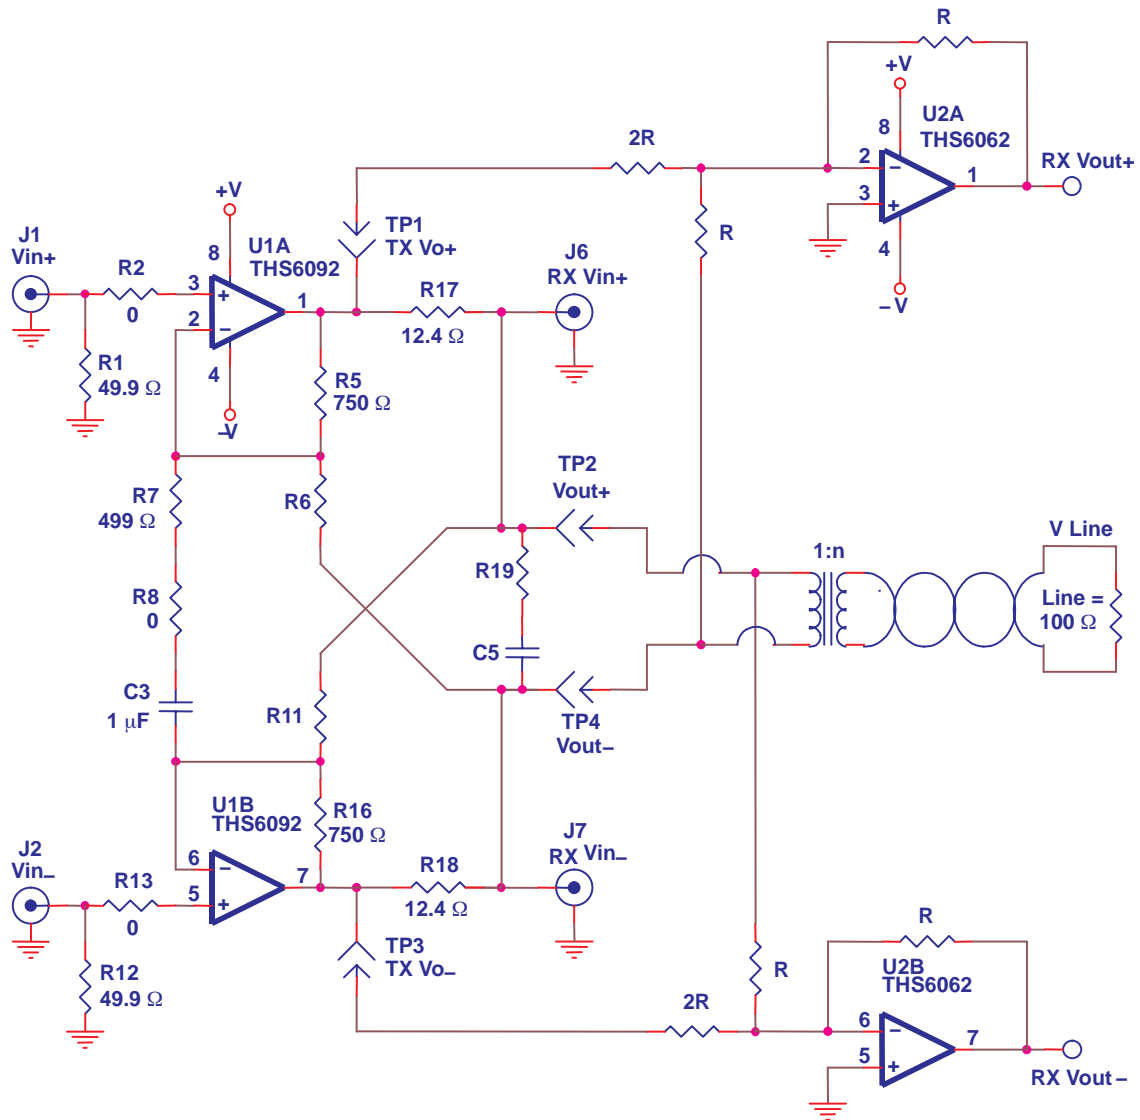 R
+V
U2A
THS6062
8
2
3
1
4
–V
RX Vout+
2R
R
+V
TP1
TX Vo+
J1
Vin+
R2
0
8
U1A
THS6092
3
2
1
4
–V
R17
12.4 Ω
J6
RX Vin+
R1
49.9 Ω
R5
750 Ω
R7
499 Ω
R6
TP2
Vout+
V Line
1:n
R19
R8
0
Line =
100 Ω
C5
C3
1 μF
R11
TP4
Vout–
U1B
THS6092
R16
750 Ω
J2
Vin–
R13
0
6
5
7
R18
12.4 Ω
J7
RX Vin–
R12
49.9 Ω
TP3
TX Vo–
R
R
U2B
THS6062
2R
6
5
7
RX Vout–